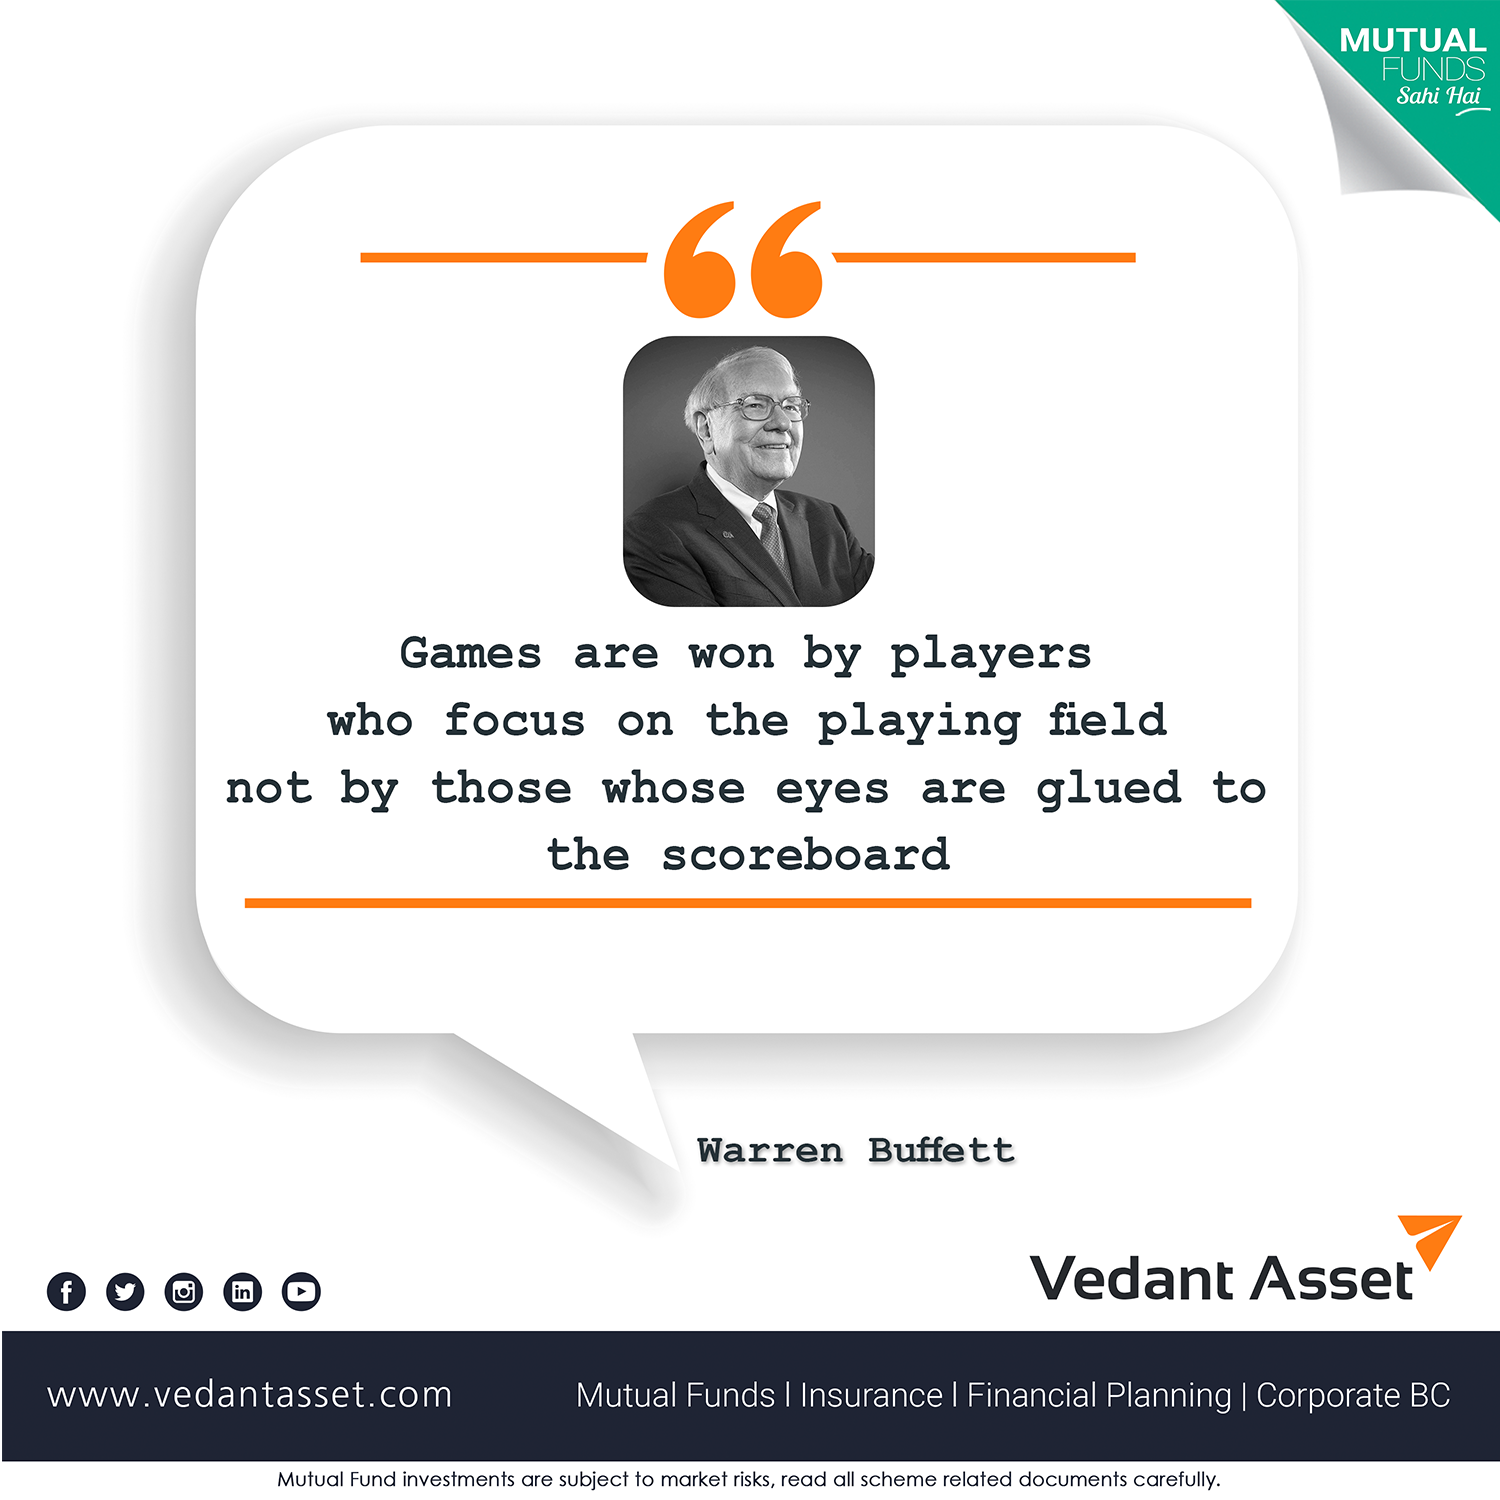 MUTUAL
FUNDS
Sahi Hai
Games are won by players
who focus on the playing field
not by those whose eyes are glued to
the scoreboard
Warren Buffett
Vedant Asset
www.vedantasset.com
Mutual Funds l Insurance l Financial Planning | Corporate BC
Mutual Fund investments are subject to market risks, read all scheme related documents carefully.